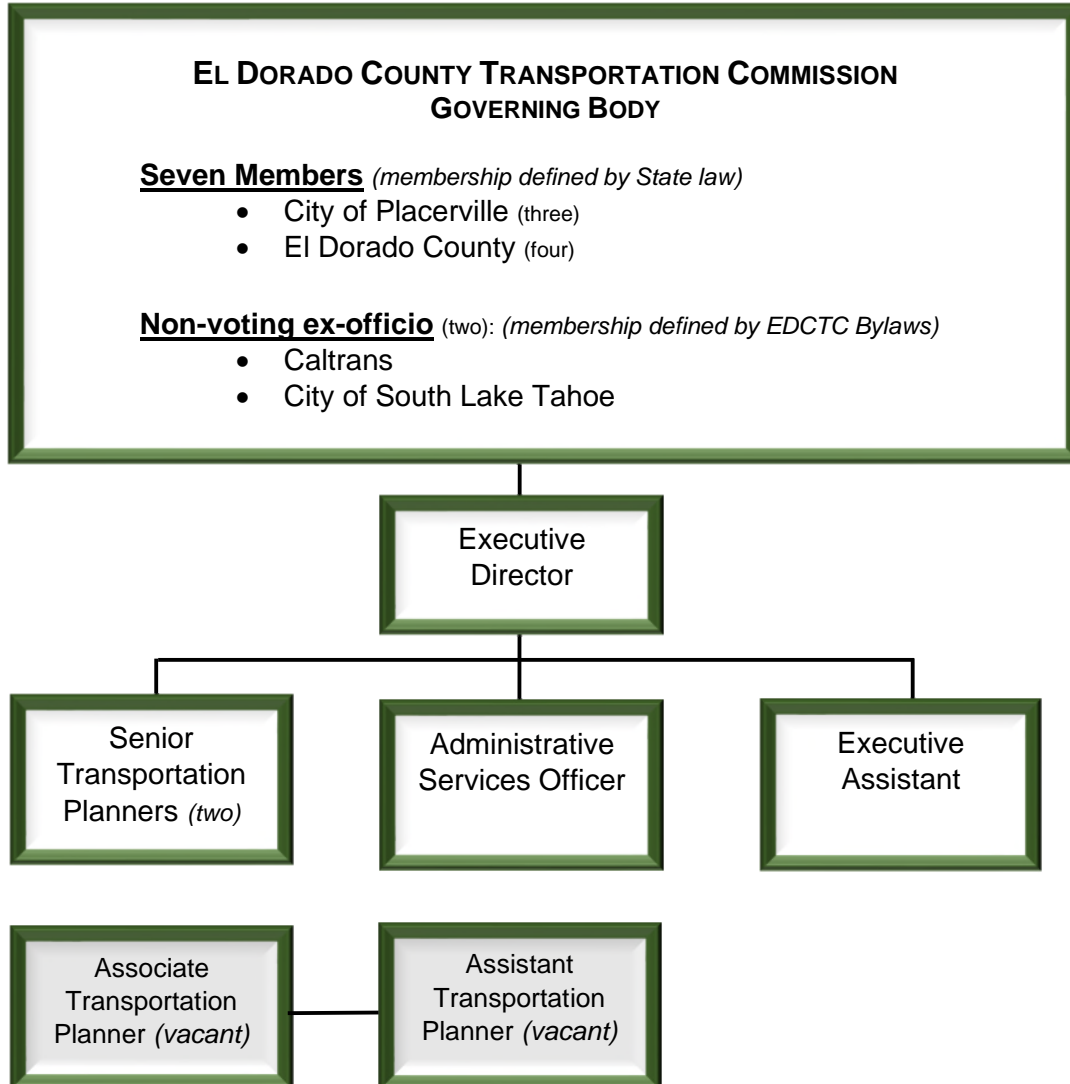 EL DORADO COUNTY TRANSPORTATION COMMISSION
GOVERNING BODY
Seven Members (membership defined by State law)
• City of Placerville (three)
• El Dorado County (four)
Non-voting ex-officio (two): (membership defined by EDCTC Bylaws)
• Caltrans
• City of South Lake Tahoe
Executive
Director
Senior
Transportation
Planners (two)
Administrative
Services Officer
Executive
Assistant
Associate
Transportation
Planner (vacant)
Assistant
Transportation
Planner (vacant)